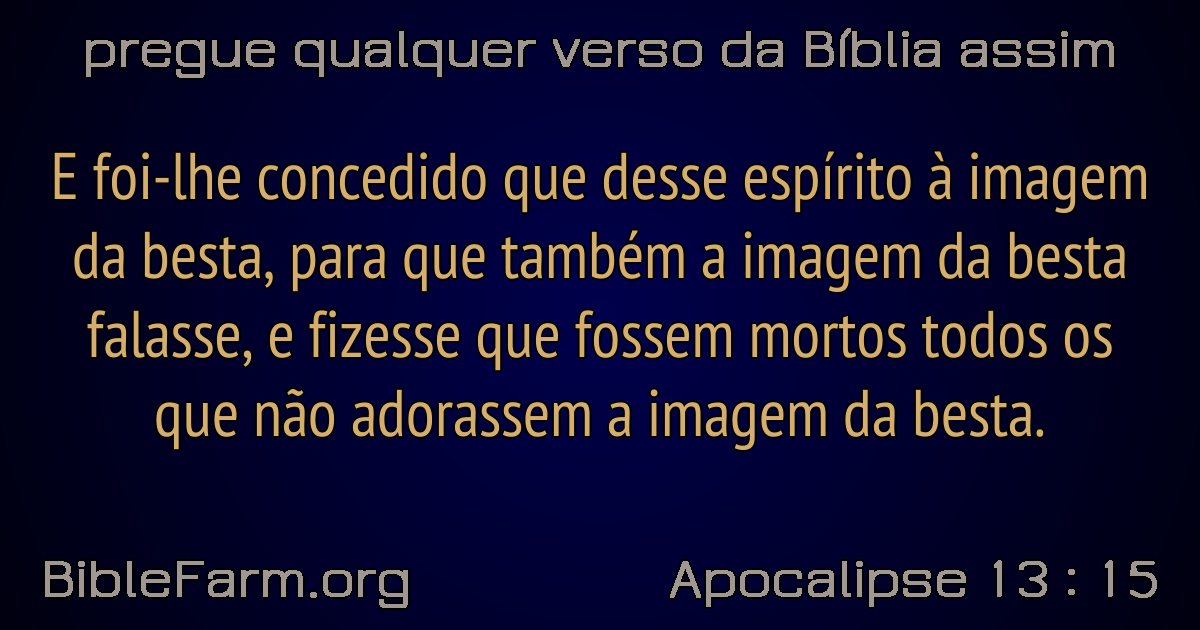 pregue qualquer verso da Bíblia assim
E foi-lhe concedido que desse espírito à imagem
da besta, para que também a imagem da besta
falasse, e fizesse que fossem mortos todos os
que não adorassem a imagem da besta.
BibleFarm.org
Apocalipse 13 : 15